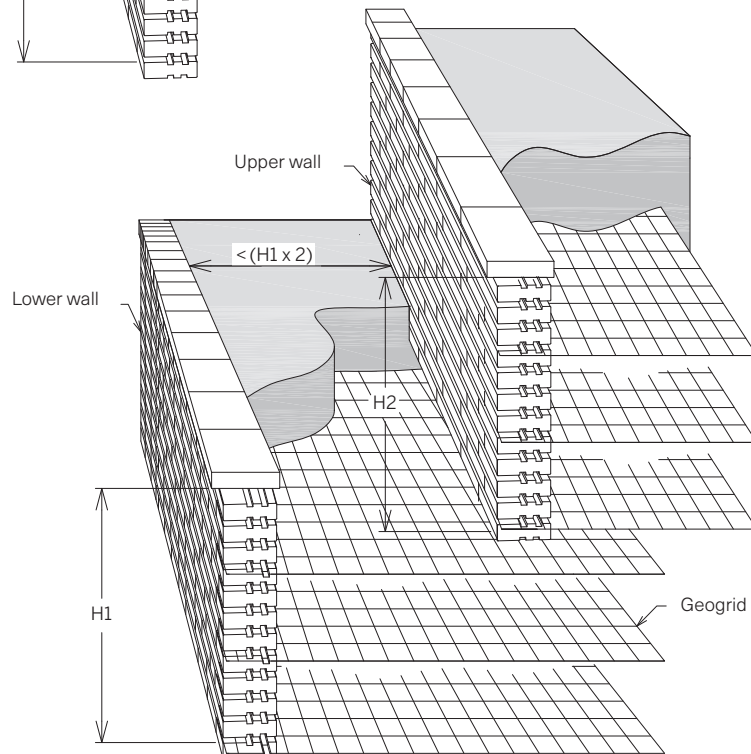 Upper wall
<(H1 x 2)
Lower wall
H2
H1
Geogrid